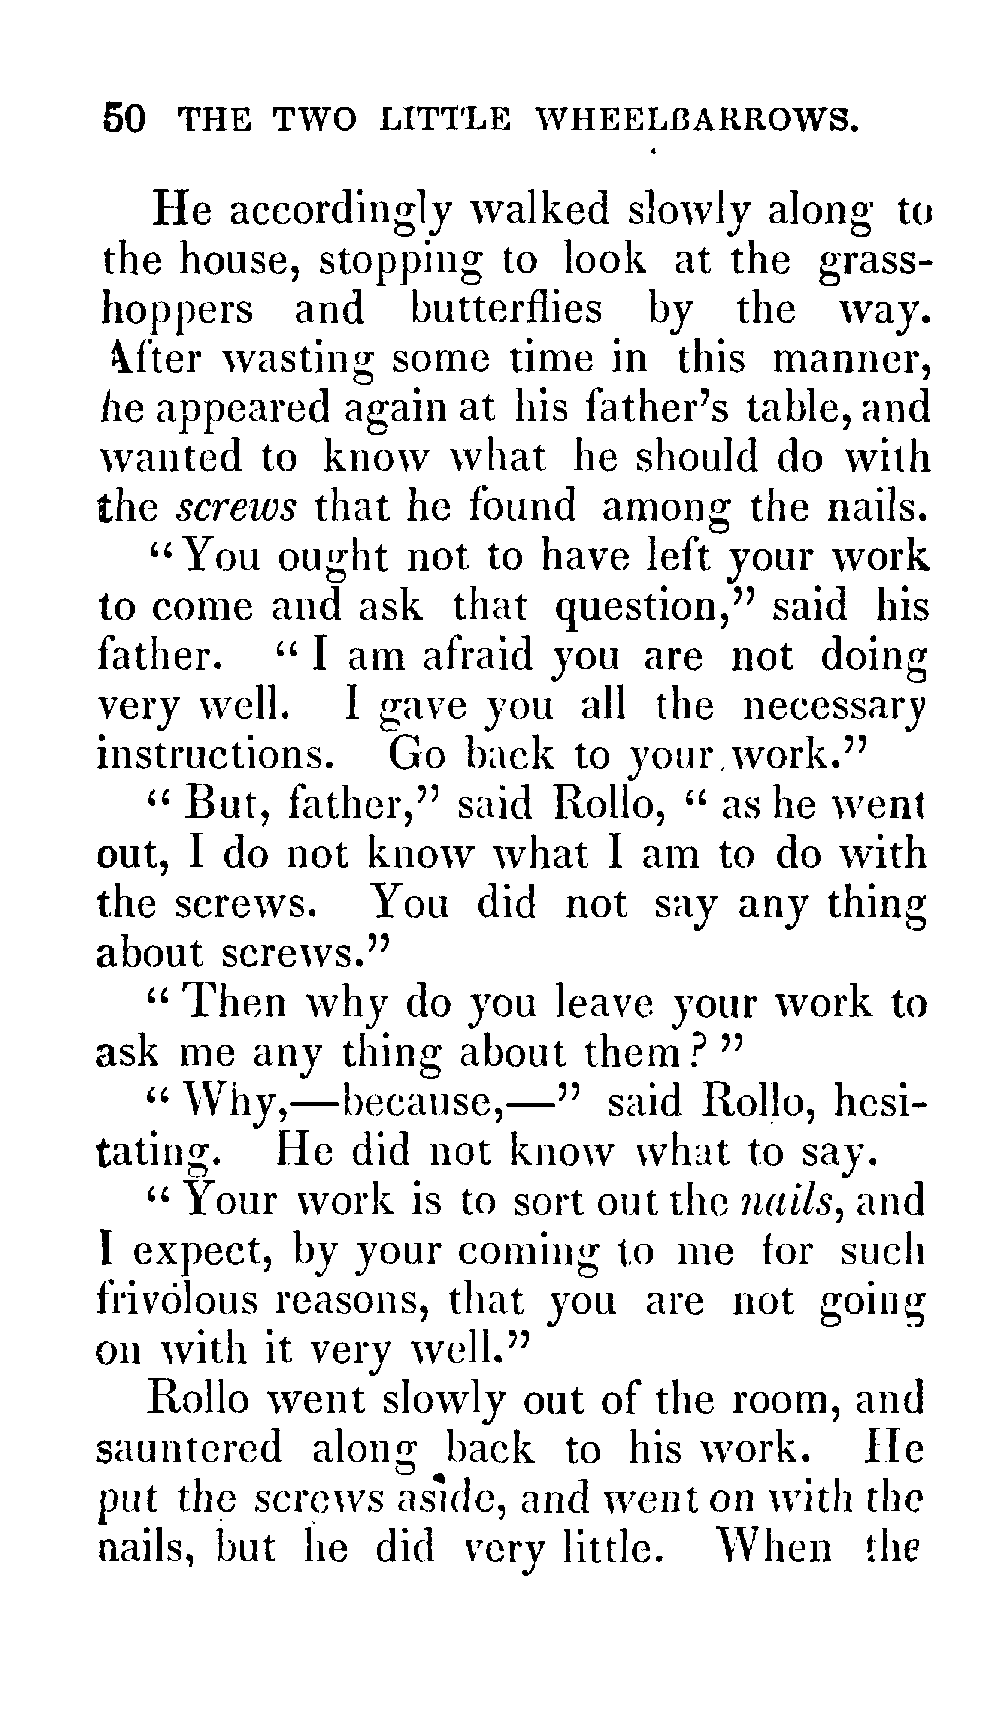 50 THE TWO LITTLE WHEELBARROWS.
He accordingly walked slowly along to
the house, stopping to look at the grass-
hoppers and butterflies by the way.
After wasting some time in this manner,
he appeared again at his father's table, and
wanted to know what he should do with
the screws that he found among the nails.
"You ought not to have left your work
to come and ask that question," said his
father. "I am afraid you are not doing
very well. I gave you all the necessary
instructions. Go back to your work."
"But, father," said Rollo, "as he went
out, I do not know what I am to do with
the screws. You did not say any thing
about screws."
"Then why do you leave your work to
ask me any thing about them?"
"Why,—because,—" said Rollo, hesi-
tating. He did not know what to say.
"Your work is to sort out the nails, and
I expect, by your coming to me for such
frivolous reasons, that you are not going
on with it very well."
Rollo went slowly out of the room, and
sauntered along back to his work. He
put the screws aside, and went on with the
nails, but he did very little. When the